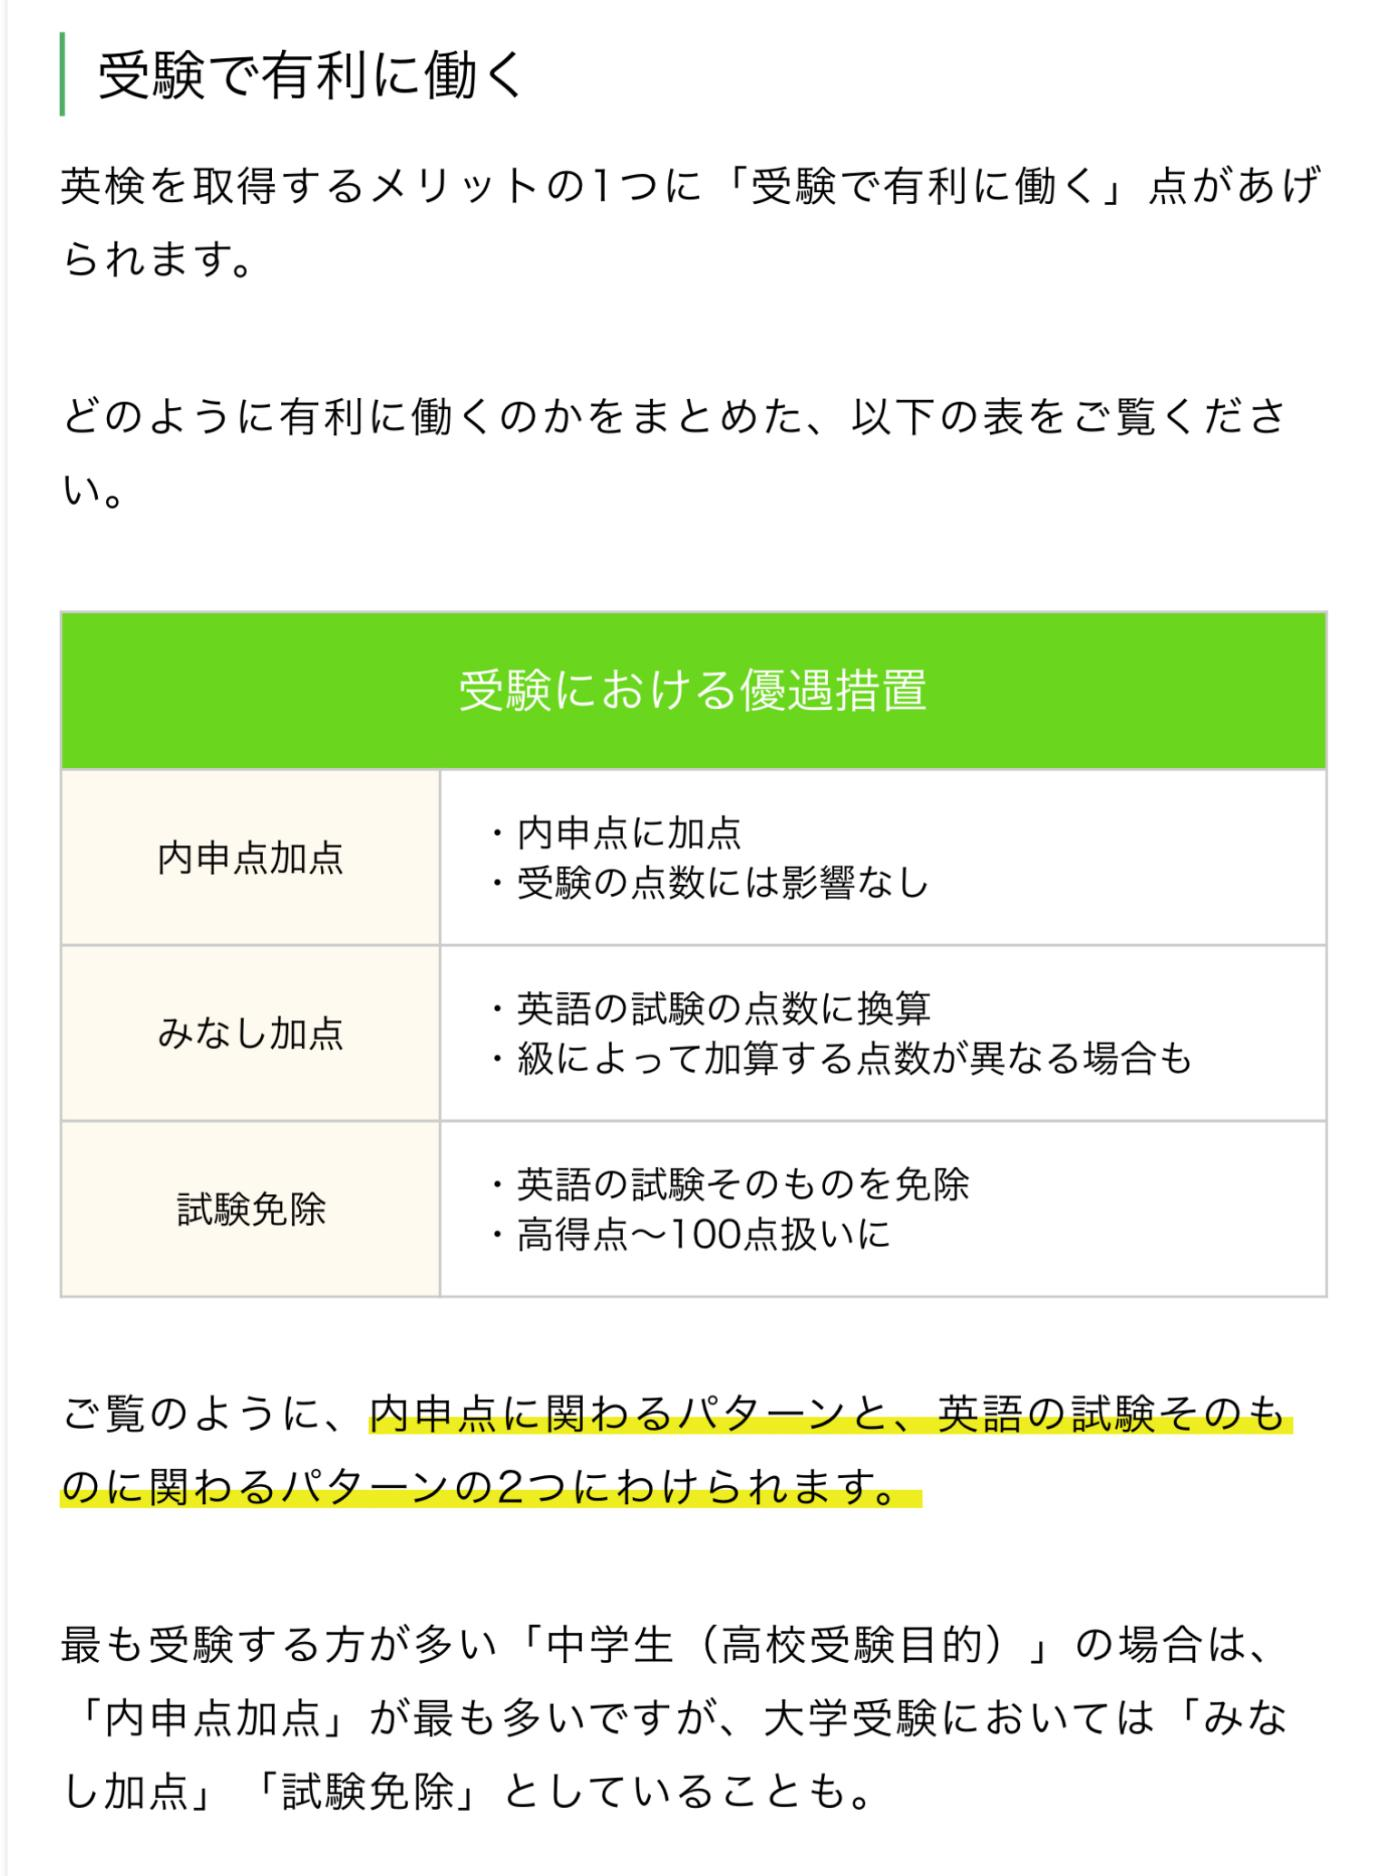 受験で有利に働く
英検を取得するメリットの1つに「受験で有利に働く」点があげ
られます。
どのように有利に働くのかをまとめた、以下の表をご覧くださ
い。
受験における優遇措置
内申点加点
・内申点に加点
・受験の点数には影響なし
みなし加点
・英語の試験の点数に換算
・級によって加算する点数が異なる場合も
試験免除
・英語の試験そのものを免除
・高得点〜100点扱いに
ご覧のように、内申点に関わるパターンと、英語の試験そのも
のに関わるパターンの2つにわけられます。
最も受験する方が多い「中学生（高校受験目的）」の場合は、
「内申点加点」が最も多いですが、大学受験においては「みな
し加点」「試験免除」としていることも。